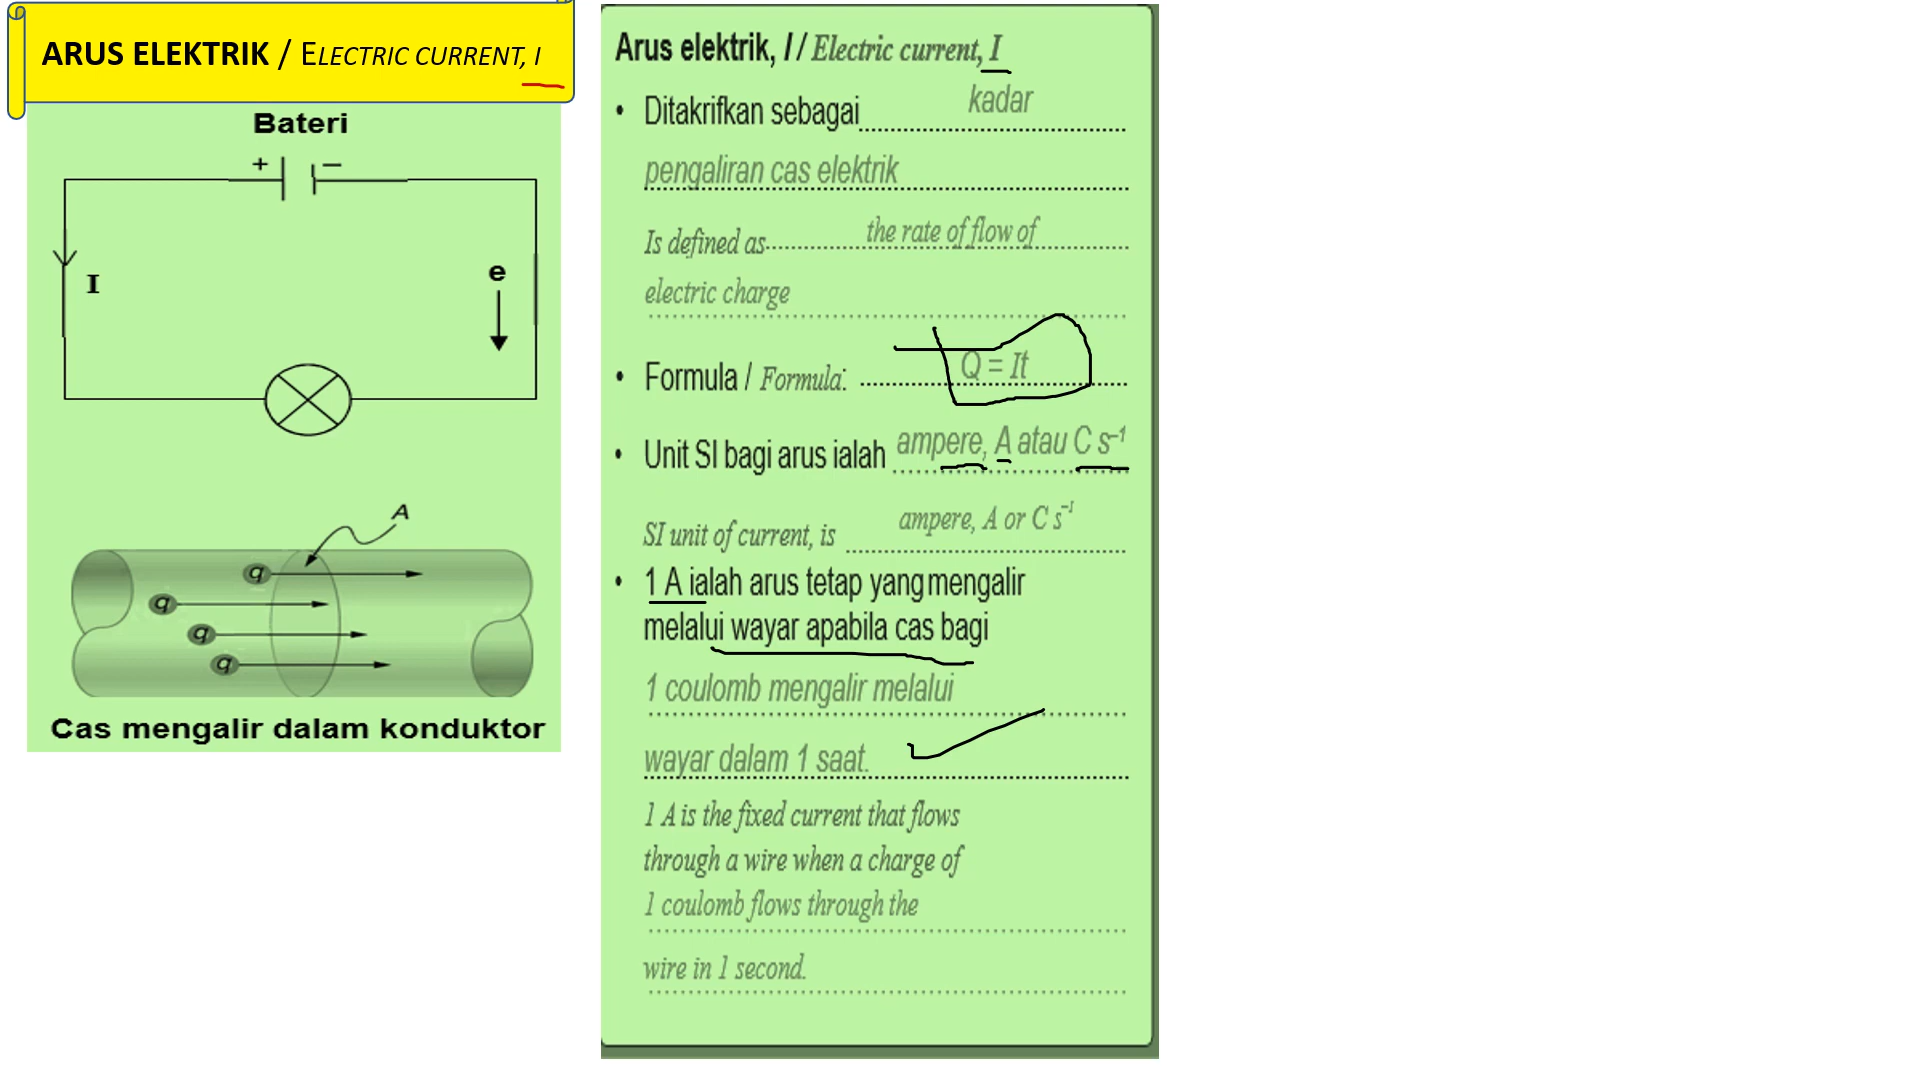 ARUS ELEKTRIK / ELECTRIC CURRENT, I
Bateri
+ −
I
e
A
q
q
q
q
Cas mengalir dalam konduktor
Arus elektrik, I / Electric current, I
• Ditakrifkan sebagai kadar
pengaliran cas elektrik
Is defined as the rate of flow of
electric charge
• Formula / Formula: Q = It
• Unit SI bagi arus ialah ampere, A atau C s⁻¹
SI unit of current, is ampere, A or C s⁻¹
• 1 A ialah arus tetap yang mengalir
melalui wayar apabila cas bagi
1 coulomb mengalir melalui
wayar dalam 1 saat.
1 A is the fixed current that flows
through a wire when a charge of
1 coulomb flows through the
wire in 1 second.